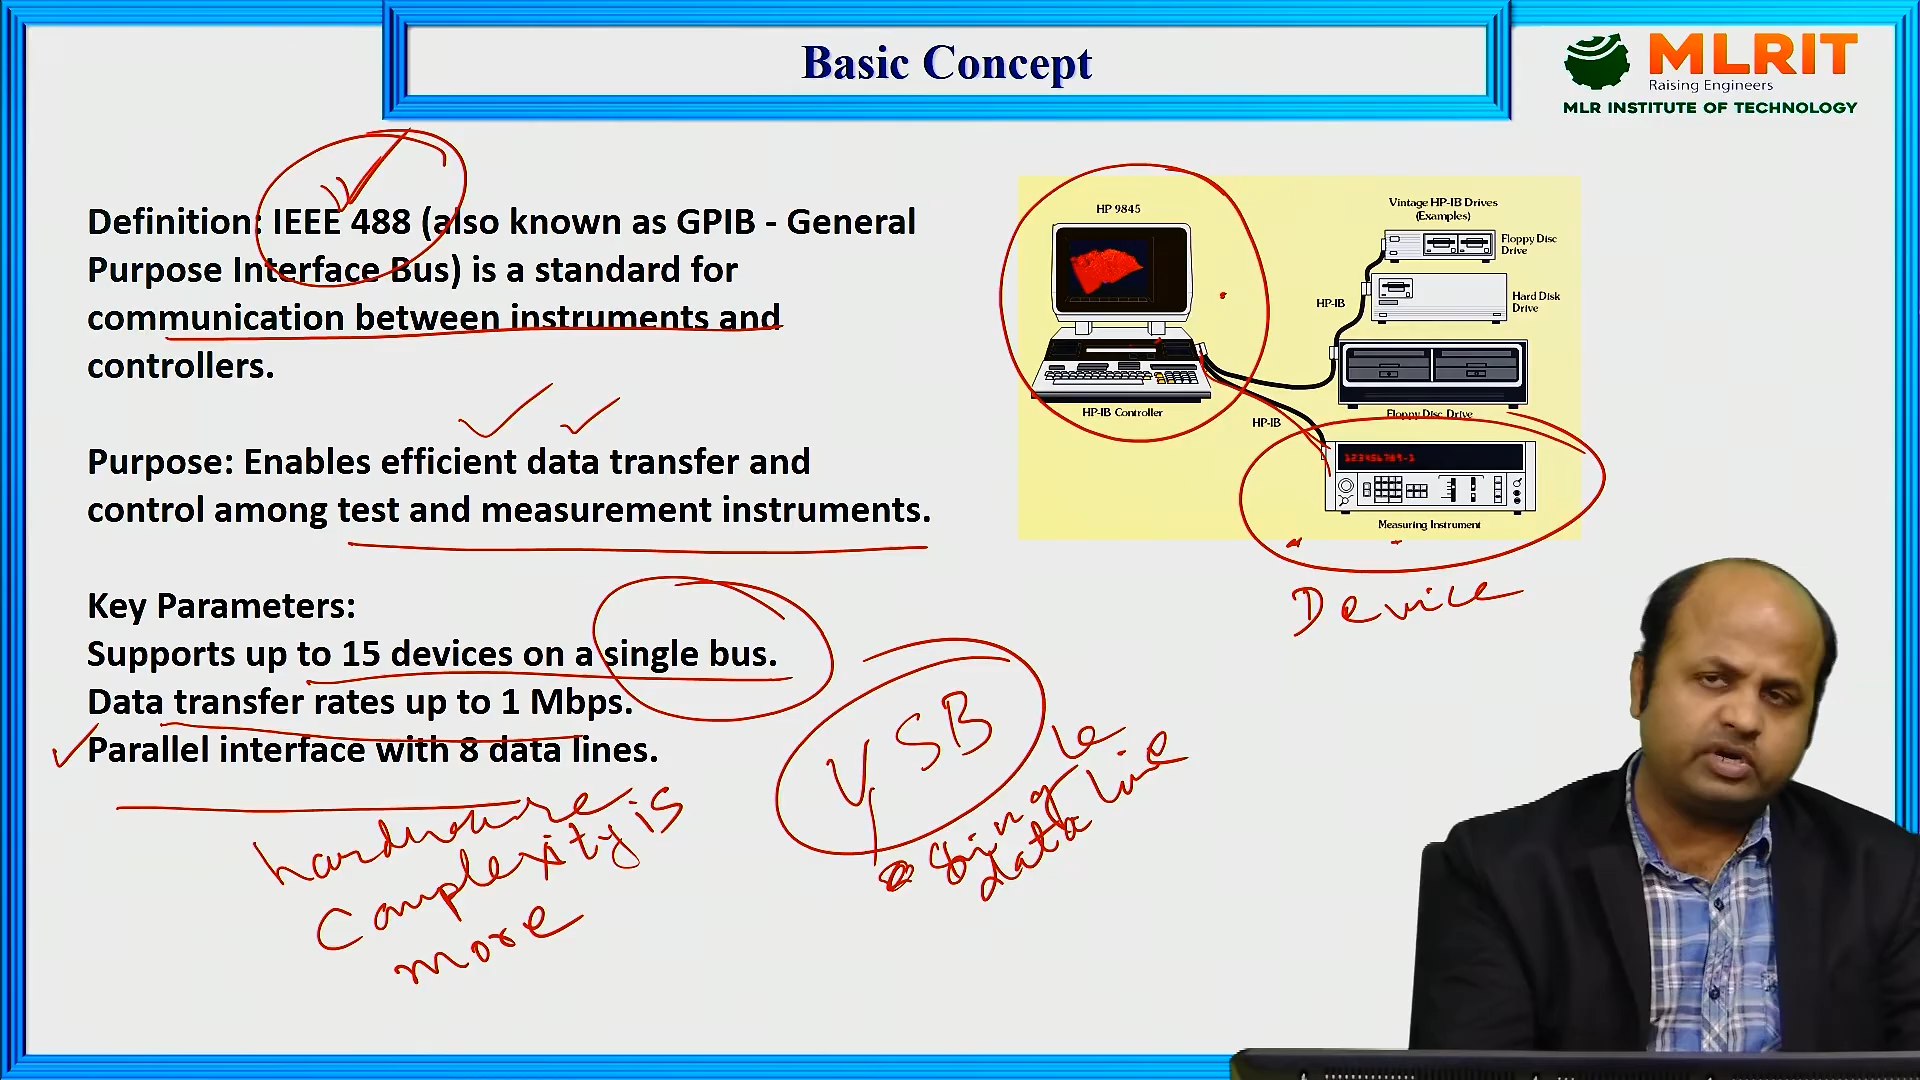 Basic Concept
MLRIT
Raising Engineers
MLR INSTITUTE OF TECHNOLOGY
Definition: IEEE 488 (also known as GPIB - General
Purpose Interface Bus) is a standard for
communication between instruments and
controllers.
Purpose: Enables efficient data transfer and
control among test and measurement instruments.
Key Parameters:
Supports up to 15 devices on a single bus.
Data transfer rates up to 1 Mbps.
Parallel interface with 8 data lines.
hardware
complexity is
more
USB
single
data line
HP 9845
HP-IB Controller
Vintage HP-IB Drives
(Examples)
Floppy Disc
Drive
HP-IB
Hard Disk
Drive
Floppy Disc Drive
HP-IB
123456789-1
Measuring Instrument
Device